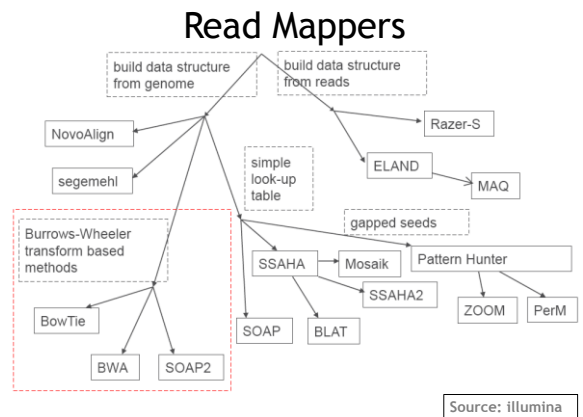 Read Mappers
build data structure
from genome
build data structure
from reads
NovoAlign
Razer-S
segemehl
simple
look-up
table
ELAND
MAQ
gapped seeds
Burrows-Wheeler
transform based
methods
SSAHA
Mosaik
Pattern Hunter
SSAHA2
BowTie
SOAP
BLAT
ZOOM
PerM
BWA
SOAP2
Source: illumina